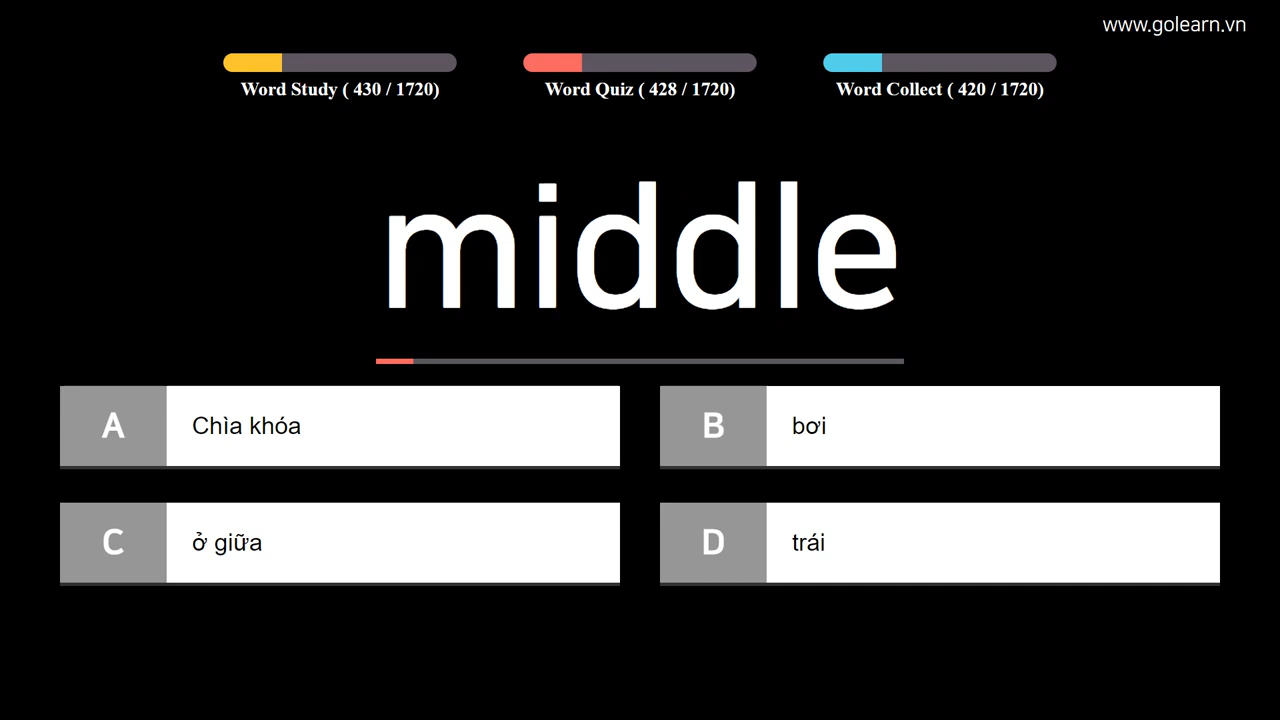 www.golearn.vn
Word Study ( 430 / 1720)
Word Quiz ( 428 / 1720)
Word Collect ( 420 / 1720)
middle
A
Chìa khóa
B
bơi
C
ở giữa
D
trái